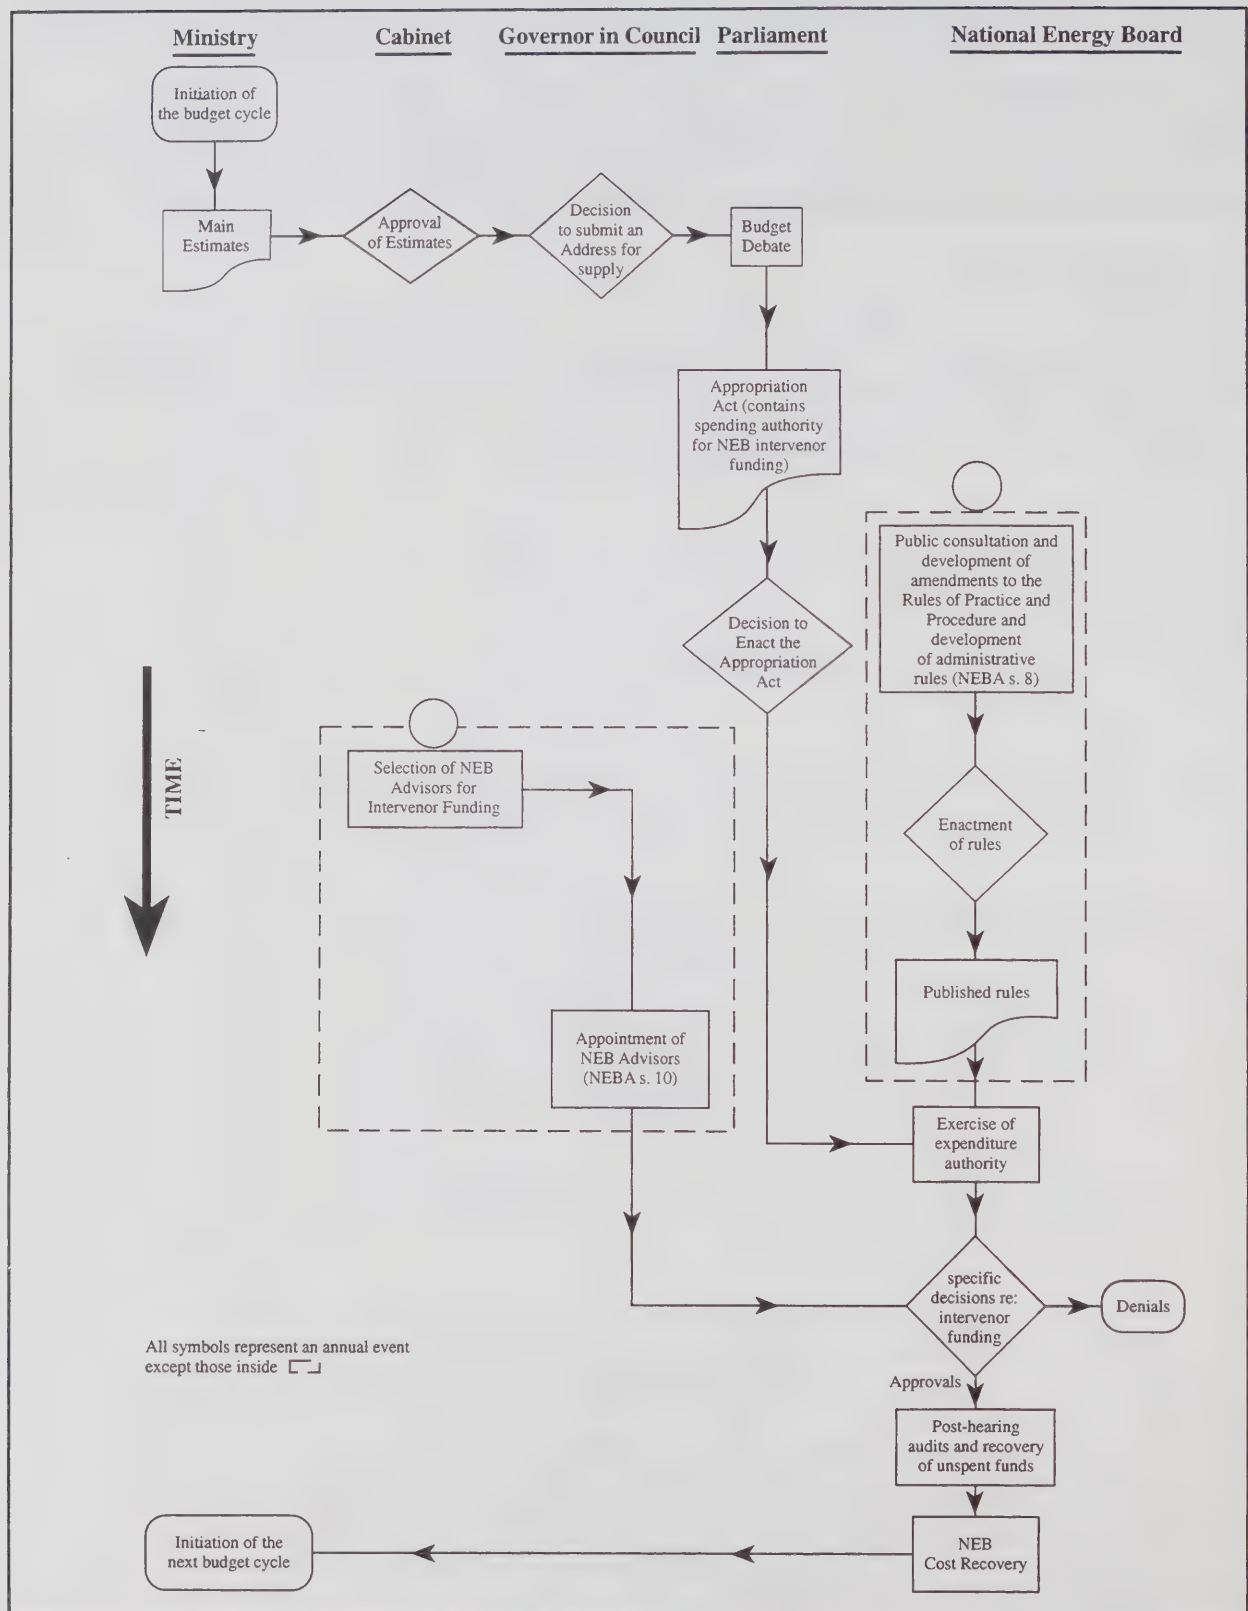 Ministry
Cabinet
Governor in Council
Parliament
National Energy Board
Initiation of
the budget cycle
Main
Estimates
Approval
of Estimates
Decision
to submit an
Address for
supply
Budget
Debate
Appropriation
Act (contains
spending authority
for NEB intervenor
funding)
Public consultation and
development of
amendments to the
Rules of Practice and
Procedure and
development
of administrative
rules (NEBA s. 8)
Decision to
Enact the
Appropriation
Act
TIME
Selection of NEB
Advisors for
Intervenor Funding
Enactment
of rules
Published rules
Appointment of
NEB Advisors
(NEBA s. 10)
Exercise of
expenditure
authority
specific
decisions re:
intervenor
funding
Denials
All symbols represent an annual event
except those inside
Approvals
Post-hearing
audits and recovery
of unspent funds
Initiation of the
next budget cycle
NEB
Cost Recovery